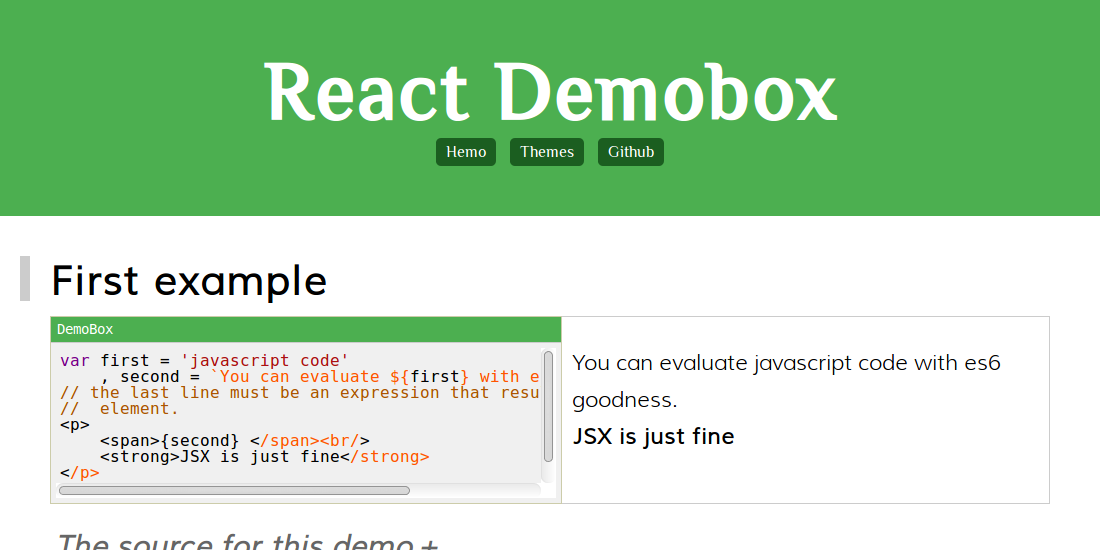 React Demobox
Hemo Themes Github
First example
DemoBox
var first = 'javascript code'
, second = `You can evaluate ${first} with e
// the last line must be an expression that resu
//  element.
<p>
<span>{second} </span><br/>
<strong>JSX is just fine</strong>
</p>
You can evaluate javascript code with es6
goodness.
JSX is just fine
The source for this demo +